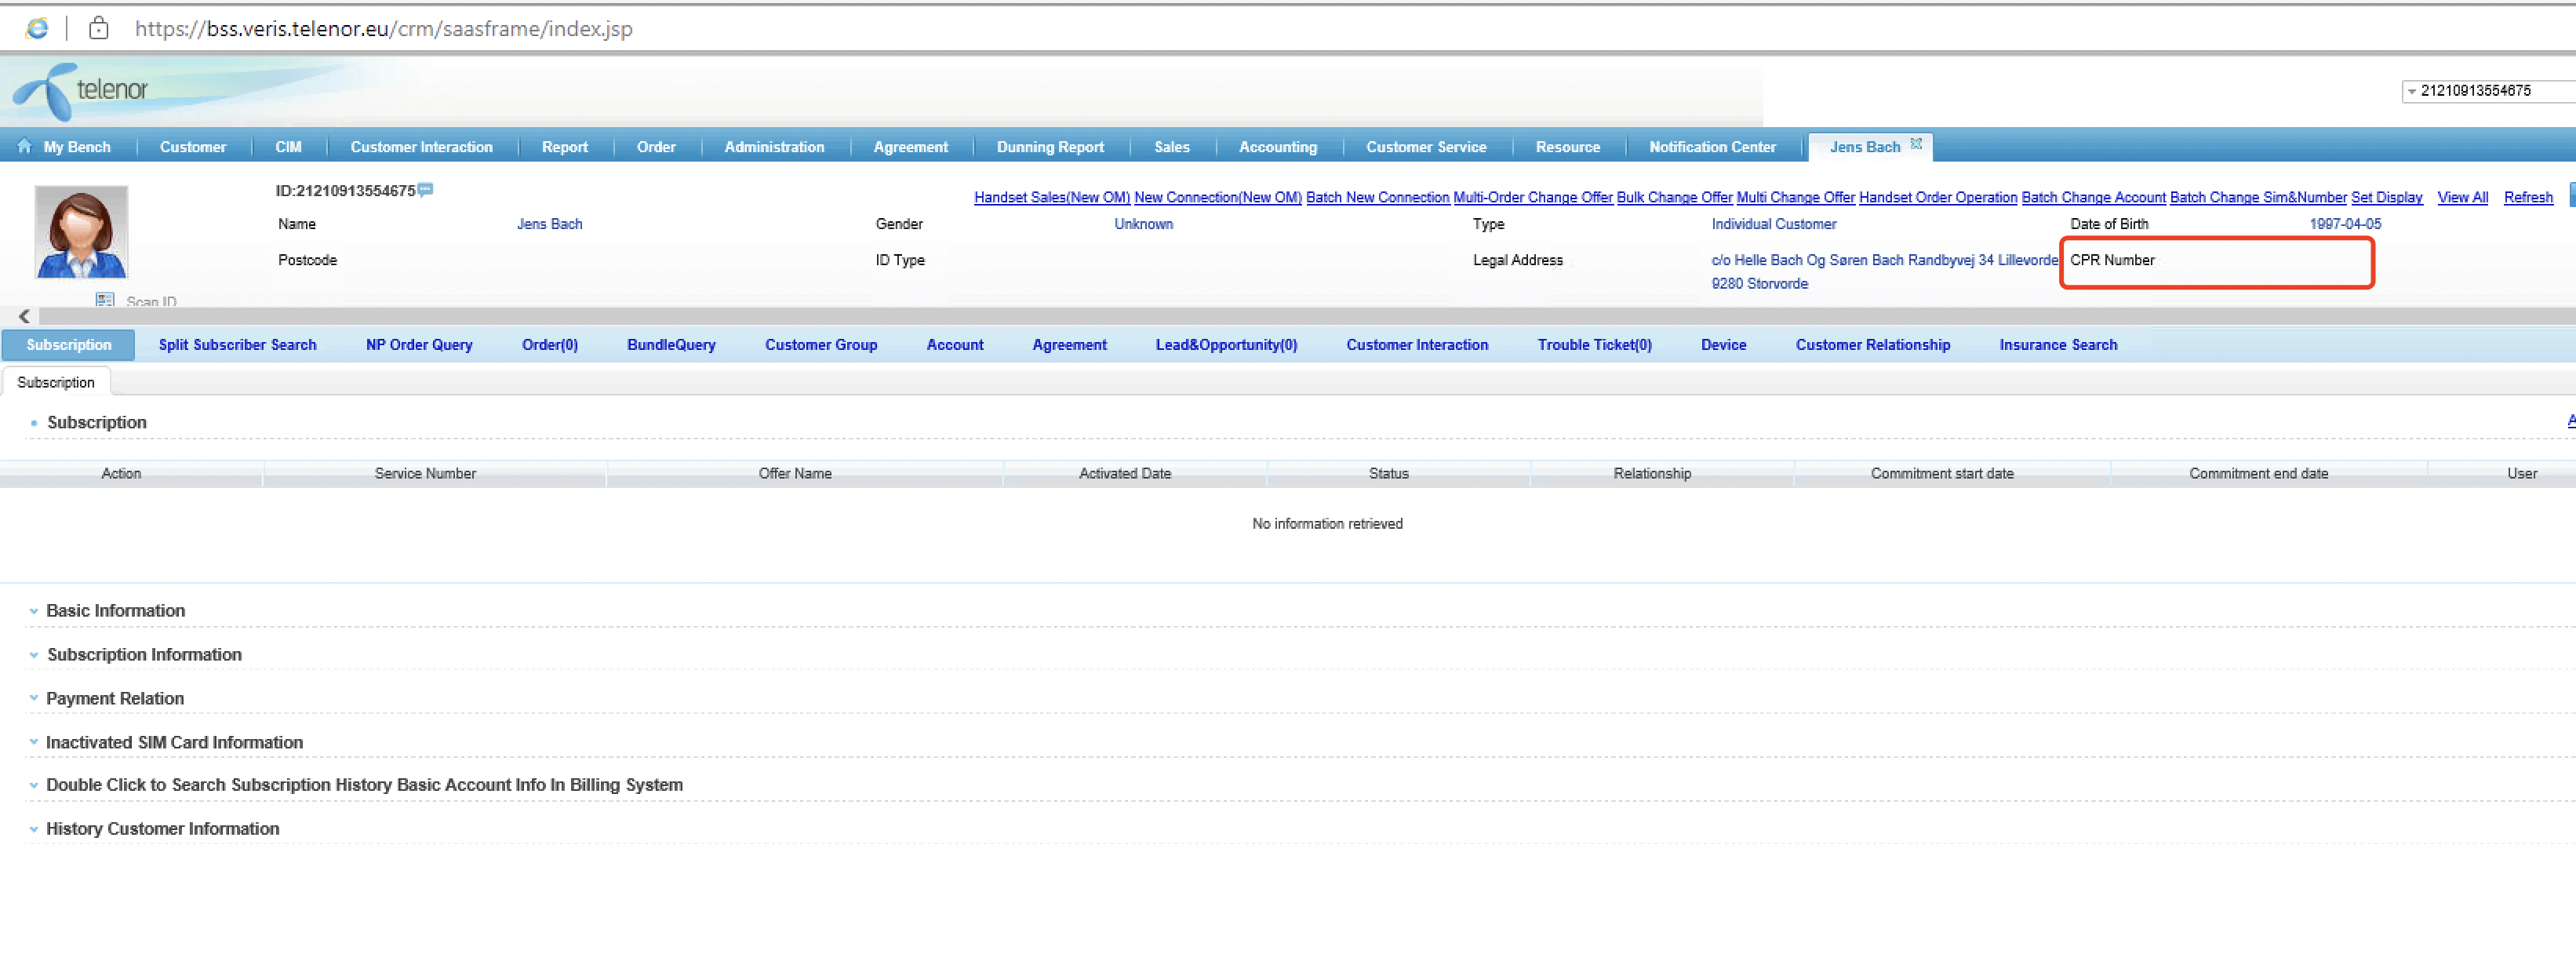 https://bss.veris.telenor.eu/crm/saasframe/index.jsp
telenor
21210913554675
My Bench Customer CIM Customer Interaction Report Order Administration Agreement Dunning Report Sales Accounting Customer Service Resource Notification Center Jens Bach
ID:21210913554675
Handset Sales(New OM) New Connection(New OM) Batch New Connection Multi-Order Change Offer Bulk Change Offer Multi Change Offer Handset Order Operation Batch Change Account Batch Change Sim&Number Set Display View All Refresh
Name Jens Bach Gender Unknown Type Individual Customer Date of Birth 1997-04-05
Postcode ID Type Legal Address c/o Helle Bach Og Søren Bach Randbyvej 34 Lillevorde CPR Number
9280 Storvorde
Scan ID
Subscription Split Subscriber Search NP Order Query Order(0) BundleQuery Customer Group Account Agreement Lead&Opportunity(0) Customer Interaction Trouble Ticket(0) Device Customer Relationship Insurance Search
Subscription
Subscription
Action Service Number Offer Name Activated Date Status Relationship Commitment start date Commitment end date User
No information retrieved
Basic Information
Subscription Information
Payment Relation
Inactivated SIM Card Information
Double Click to Search Subscription History Basic Account Info In Billing System
History Customer Information